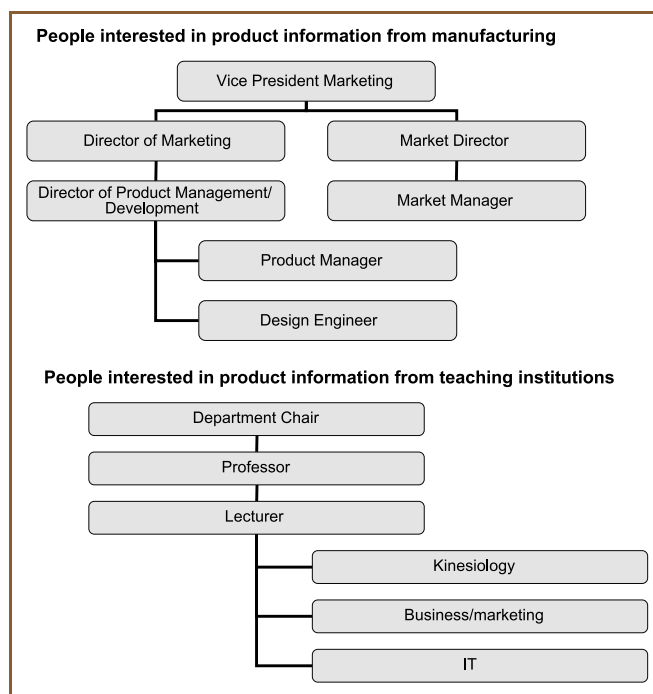 People interested in product information from manufacturing
Vice President Marketing
Director of Marketing
Market Director
Director of Product Management/
Development
Market Manager
Product Manager
Design Engineer
People interested in product information from teaching institutions
Department Chair
Professor
Lecturer
Kinesiology
Business/marketing
IT